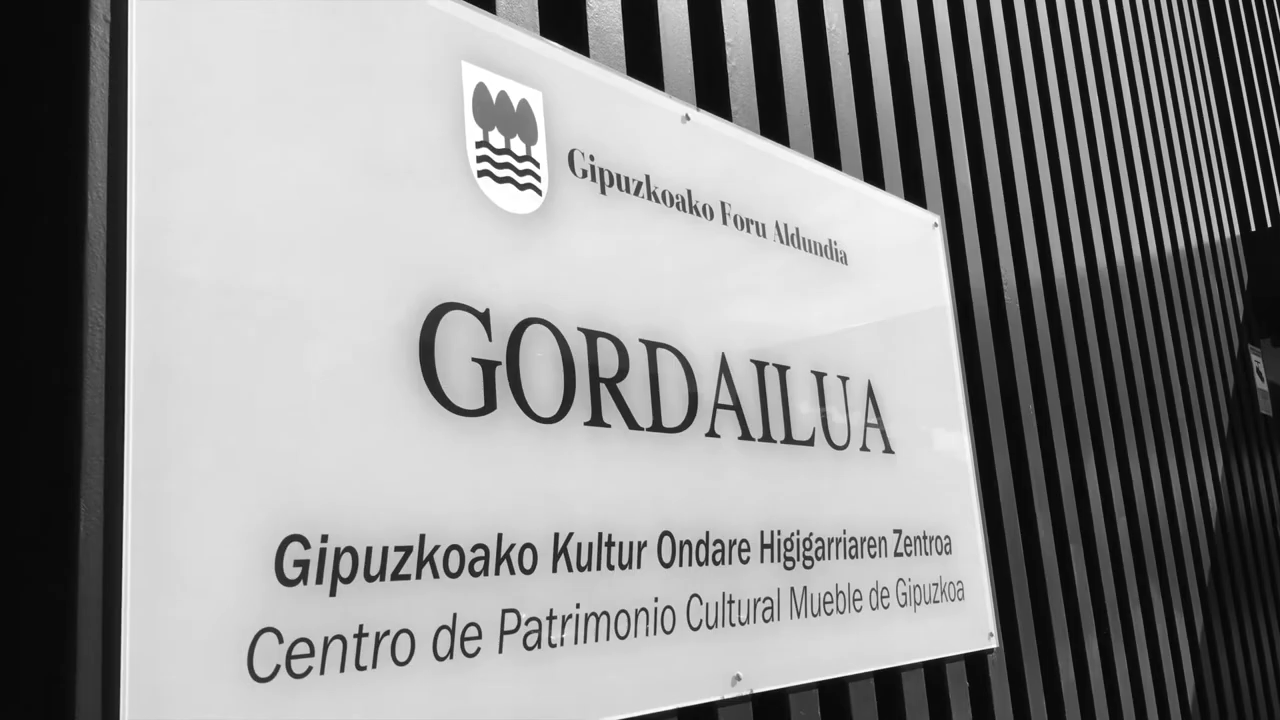 Gipuzkoako Foru Aldundia
GORDAILUA
Gipuzkoako Kultur Ondare Higigarriaren Zentroa
Centro de Patrimonio Cultural Mueble de Gipuzkoa